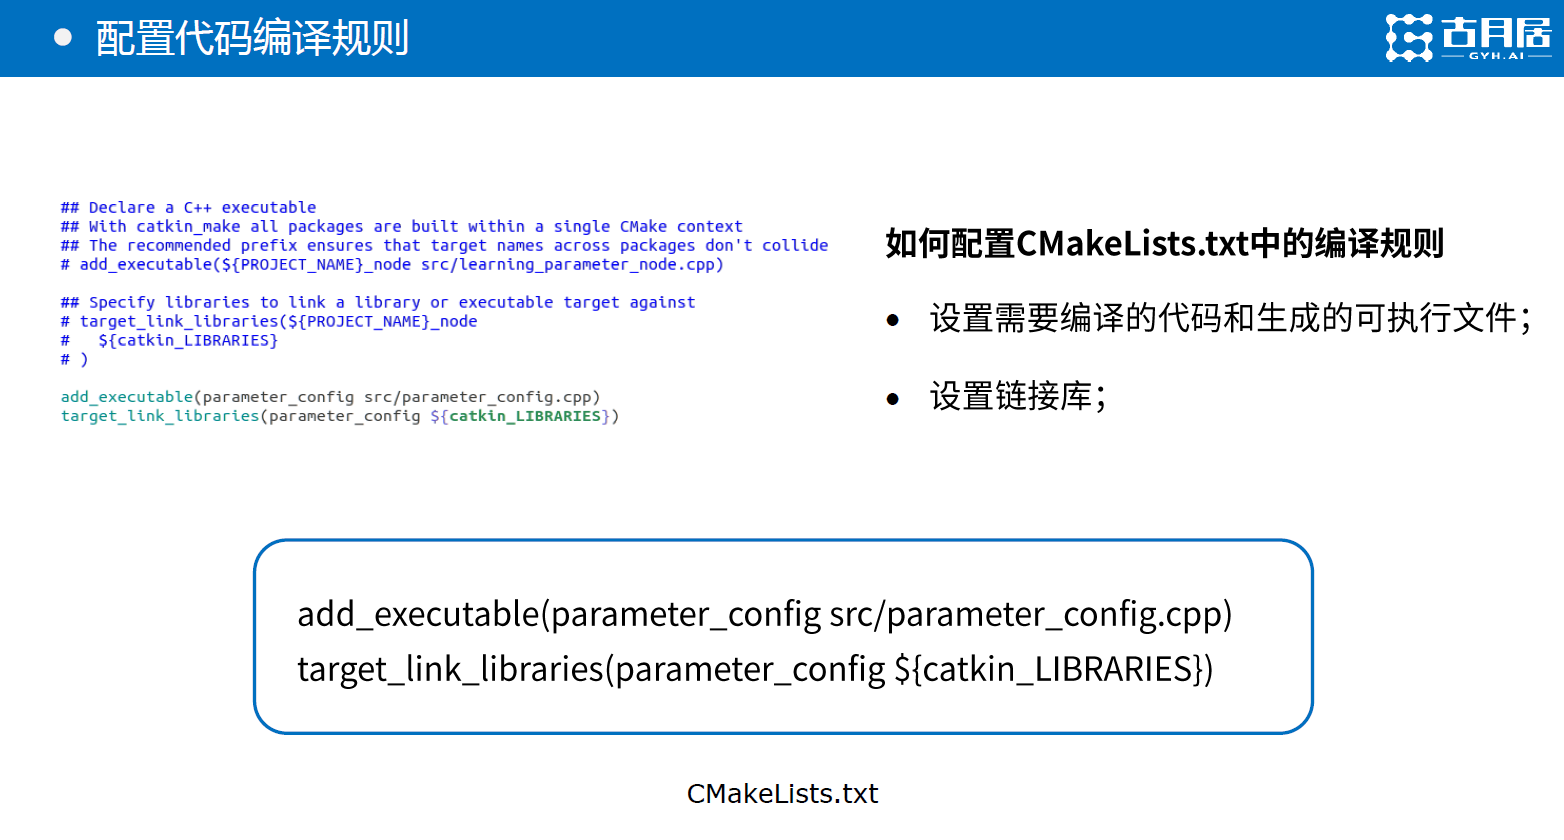 ● 配置代码编译规则
古月居
GYH.AI
## Declare a C++ executable
## With catkin_make all packages are built within a single CMake context
## The recommended prefix ensures that target names across packages don't collide
# add_executable(${PROJECT_NAME}_node src/learning_parameter_node.cpp)
## Specify libraries to link a library or executable target against
# target_link_libraries(${PROJECT_NAME}_node
#   ${catkin_LIBRARIES}
# )
add_executable(parameter_config src/parameter_config.cpp)
target_link_libraries(parameter_config ${catkin_LIBRARIES})
如何配置CMakeLists.txt中的编译规则
● 设置需要编译的代码和生成的可执行文件；
● 设置链接库；
add_executable(parameter_config src/parameter_config.cpp)
target_link_libraries(parameter_config ${catkin_LIBRARIES})
CMakeLists.txt